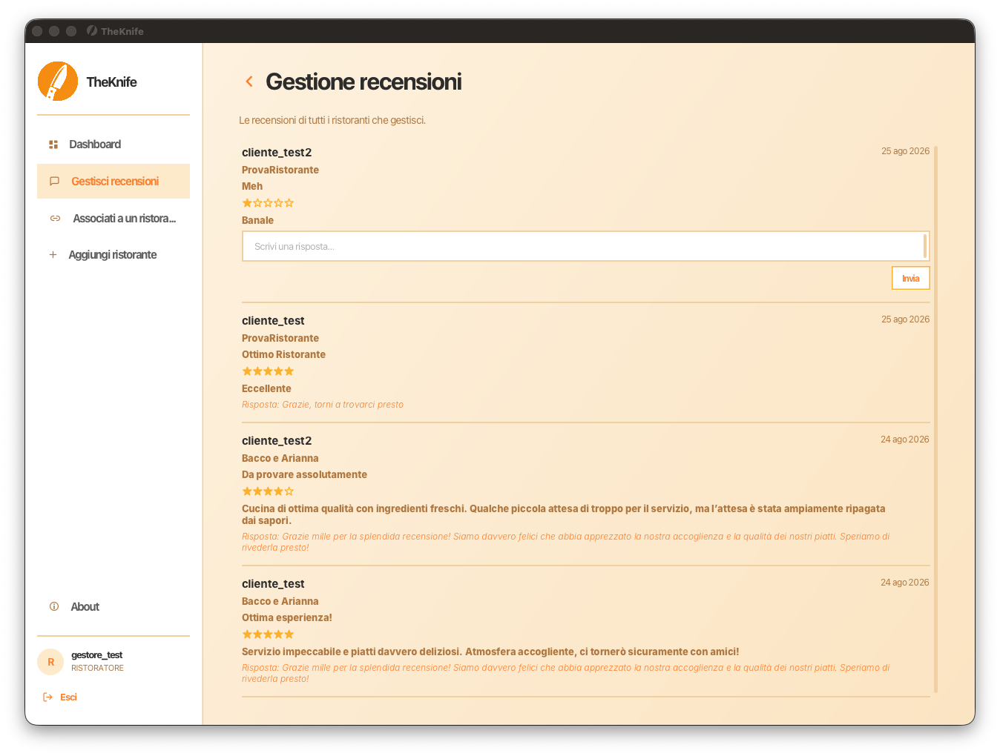 TheKnife
TheKnife
Dashboard
Gestisci recensioni
Associati a un ristora...
Aggiungi ristorante
About
R
gestore_test
RISTORATORE
Esci
Gestione recensioni
Le recensioni di tutti i ristoranti che gestisci.
cliente_test2
25 ago 2026
ProvaRistorante
Meh
Banale
Scrivi una risposta...
Invia
cliente_test
25 ago 2026
ProvaRistorante
Ottimo Ristorante
Eccellente
Risposta: Grazie, torni a trovarci presto
cliente_test2
24 ago 2026
Bacco e Arianna
Da provare assolutamente
Cucina di ottima qualità con ingredienti freschi. Qualche piccola attesa di troppo per il servizio, ma l’attesa è stata ampiamente ripagata
dai sapori.
Risposta: Grazie mille per la splendida recensione! Siamo davvero felici che abbia apprezzato la nostra accoglienza e la qualità dei nostri piatti. Speriamo di
rivederla presto!
cliente_test
24 ago 2026
Bacco e Arianna
Ottima esperienza!
Servizio impeccabile e piatti davvero deliziosi. Atmosfera accogliente, ci tornerò sicuramente con amici!
Risposta: Grazie mille per la splendida recensione! Siamo davvero felici che abbia apprezzato la nostra accoglienza e la qualità dei nostri piatti. Speriamo di
rivederla presto!